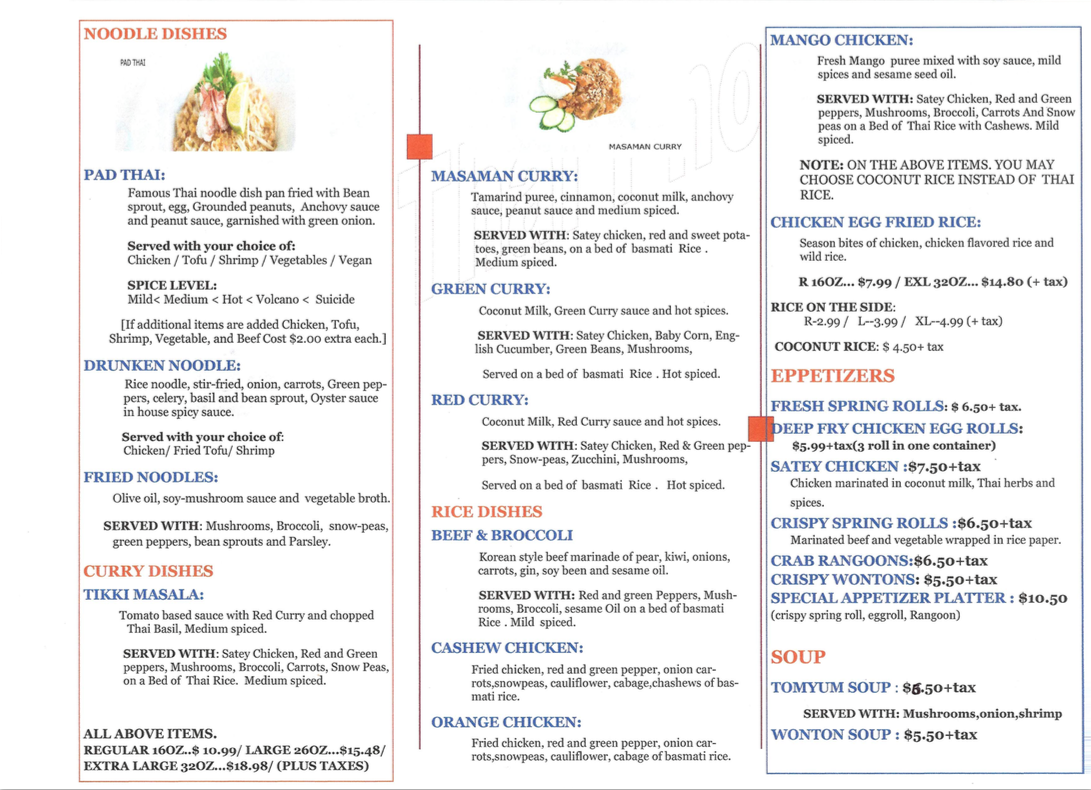 NOODLE DISHES
PAD THAI
PAD THAI:
Famous Thai noodle dish pan fried with Bean
sprout, egg, Grounded peanuts, Anchovy sauce
and peanut sauce, garnished with green onion.
Served with your choice of:
Chicken / Tofu / Shrimp / Vegetables / Vegan
SPICE LEVEL:
Mild< Medium < Hot < Volcano < Suicide
[If additional items are added Chicken, Tofu,
Shrimp, Vegetable, and Beef Cost $2.00 extra each.]
DRUNKEN NOODLE:
Rice noodle, stir-fried, onion, carrots, Green pep-
pers, celery, basil and bean sprout, Oyster sauce
in house spicy sauce.
Served with your choice of:
Chicken/ Fried Tofu/ Shrimp
FRIED NOODLES:
Olive oil, soy-mushroom sauce and vegetable broth.
SERVED WITH: Mushrooms, Broccoli, snow-peas,
green peppers, bean sprouts and Parsley.
CURRY DISHES
TIKKI MASALA:
Tomato based sauce with Red Curry and chopped
Thai Basil, Medium spiced.
SERVED WITH: Satey Chicken, Red and Green
peppers, Mushrooms, Broccoli, Carrots, Snow Peas,
on a Bed of Thai Rice. Medium spiced.
ALL ABOVE ITEMS.
REGULAR 16OZ..$ 10.99/ LARGE 26OZ...$15.48/
EXTRA LARGE 32OZ...$18.98/ (PLUS TAXES)
MASAMAN CURRY
MASAMAN CURRY:
Tamarind puree, cinnamon, coconut milk, anchovy
sauce, peanut sauce and medium spiced.
SERVED WITH: Satey chicken, red and sweet pota-
toes, green beans, on a bed of basmati Rice .
Medium spiced.
GREEN CURRY:
Coconut Milk, Green Curry sauce and hot spices.
SERVED WITH: Satey Chicken, Baby Corn, Eng-
lish Cucumber, Green Beans, Mushrooms,
Served on a bed of basmati Rice . Hot spiced.
RED CURRY:
Coconut Milk, Red Curry sauce and hot spices.
SERVED WITH: Satey Chicken, Red & Green pep-
pers, Snow-peas, Zucchini, Mushrooms,
Served on a bed of basmati Rice . Hot spiced.
RICE DISHES
BEEF & BROCCOLI
Korean style beef marinade of pear, kiwi, onions,
carrots, gin, soy been and sesame oil.
SERVED WITH: Red and green Peppers, Mush-
rooms, Broccoli, sesame Oil on a bed of basmati
Rice . Mild spiced.
CASHEW CHICKEN:
Fried chicken, red and green pepper, onion car-
rots,snowpeas, cauliflower, cabage,chashews of bas-
mati rice.
ORANGE CHICKEN:
Fried chicken, red and green pepper, onion car-
rots,snowpeas, cauliflower, cabage of basmati rice.
MANGO CHICKEN:
Fresh Mango puree mixed with soy sauce, mild
spices and sesame seed oil.
SERVED WITH: Satey Chicken, Red and Green
peppers, Mushrooms, Broccoli, Carrots And Snow
peas on a Bed of Thai Rice with Cashews. Mild
spiced.
NOTE: ON THE ABOVE ITEMS. YOU MAY
CHOOSE COCONUT RICE INSTEAD OF THAI
RICE.
CHICKEN EGG FRIED RICE:
Season bites of chicken, chicken flavored rice and
wild rice.
R 16OZ... $7.99 / EXL 32OZ... $14.80 (+ tax)
RICE ON THE SIDE:
R-2.99 / L--3.99 / XL--4.99 (+ tax)
COCONUT RICE: $ 4.50+ tax
EPPETIZERS
FRESH SPRING ROLLS: $ 6.50+ tax.
DEEP FRY CHICKEN EGG ROLLS:
$5.99+tax(3 roll in one container)
SATEY CHICKEN :$7.50+tax
Chicken marinated in coconut milk, Thai herbs and
spices.
CRISPY SPRING ROLLS :$6.50+tax
Marinated beef and vegetable wrapped in rice paper.
CRAB RANGOONS:$6.50+tax
CRISPY WONTONS: $5.50+tax
SPECIAL APPETIZER PLATTER : $10.50
(crispy spring roll, eggroll, Rangoon)
SOUP
TOMYUM SOUP : $6.50+tax
SERVED WITH: Mushrooms,onion,shrimp
WONTON SOUP : $5.50+tax